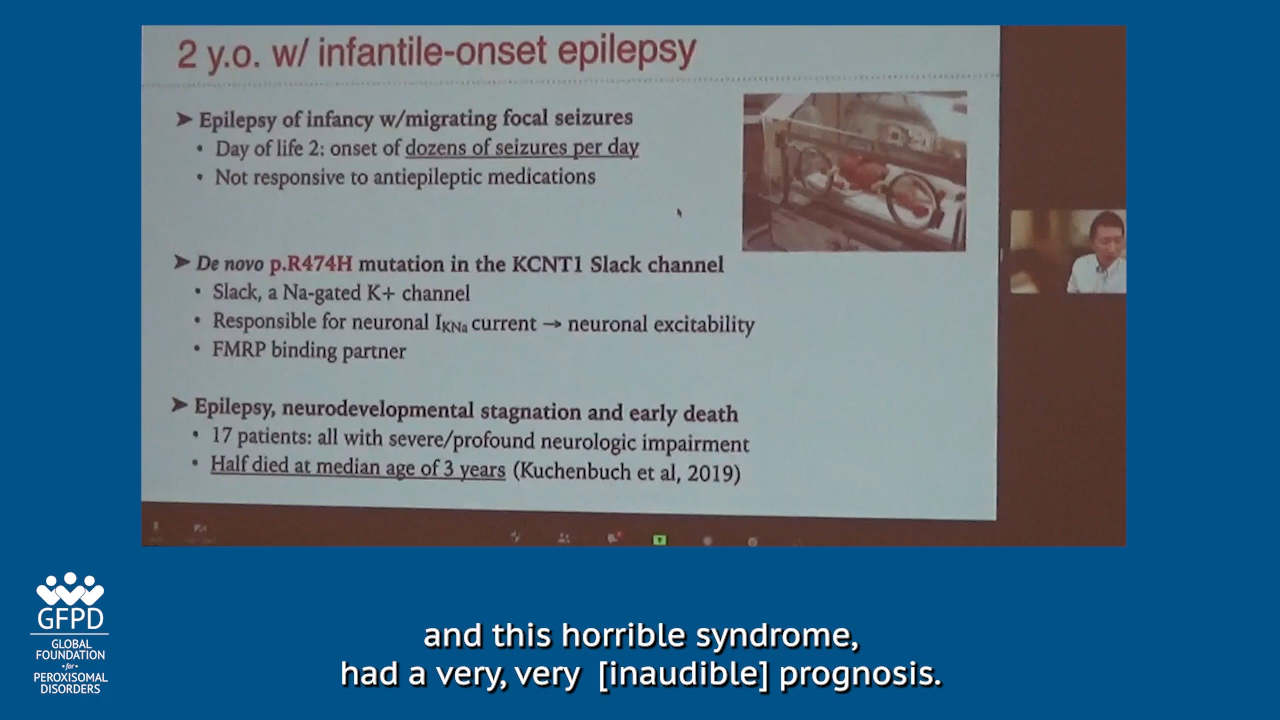 2 y.o. w/ infantile-onset epilepsy
➤ Epilepsy of infancy w/migrating focal seizures
• Day of life 2: onset of dozens of seizures per day
• Not responsive to antiepileptic medications
➤ De novo p.R474H mutation in the KCNT1 Slack channel
• Slack, a Na-gated K+ channel
• Responsible for neuronal IKNa current → neuronal excitability
• FMRP binding partner
➤ Epilepsy, neurodevelopmental stagnation and early death
• 17 patients: all with severe/profound neurologic impairment
• Half died at median age of 3 years (Kuchenbuch et al, 2019)
GFPD
GLOBAL
FOUNDATION
• for •
PEROXISOMAL
DISORDERS
and this horrible syndrome,
had a very, very [inaudible] prognosis.